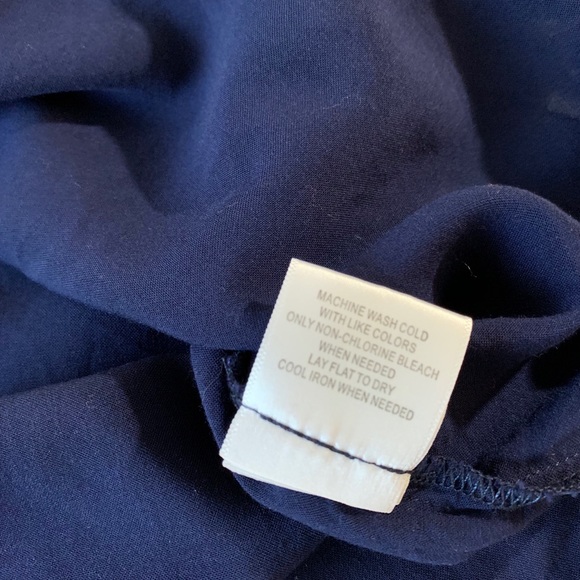 MACHINE WASH COLD
WITH LIKE COLORS
ONLY NON-CHLORINE BLEACH
WHEN NEEDED
LAY FLAT TO DRY
COOL IRON WHEN NEEDED